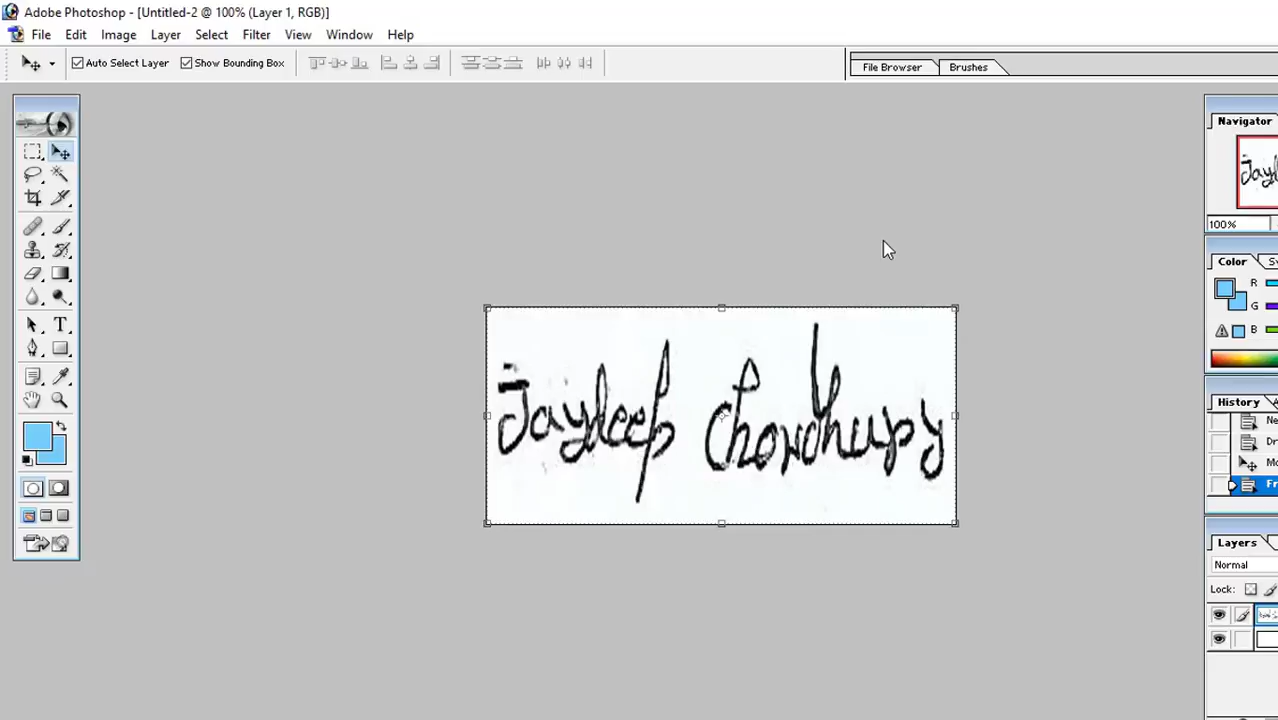 Adobe Photoshop - [Untitled-2 @ 100% (Layer 1, RGB)]
File Edit Image Layer Select Filter View Window Help
Auto Select Layer Show Bounding Box File Browser Brushes
Navigator
100%
Color
R
G
B
Jaydeep Chowdhury
History
Layers
Normal
Lock: